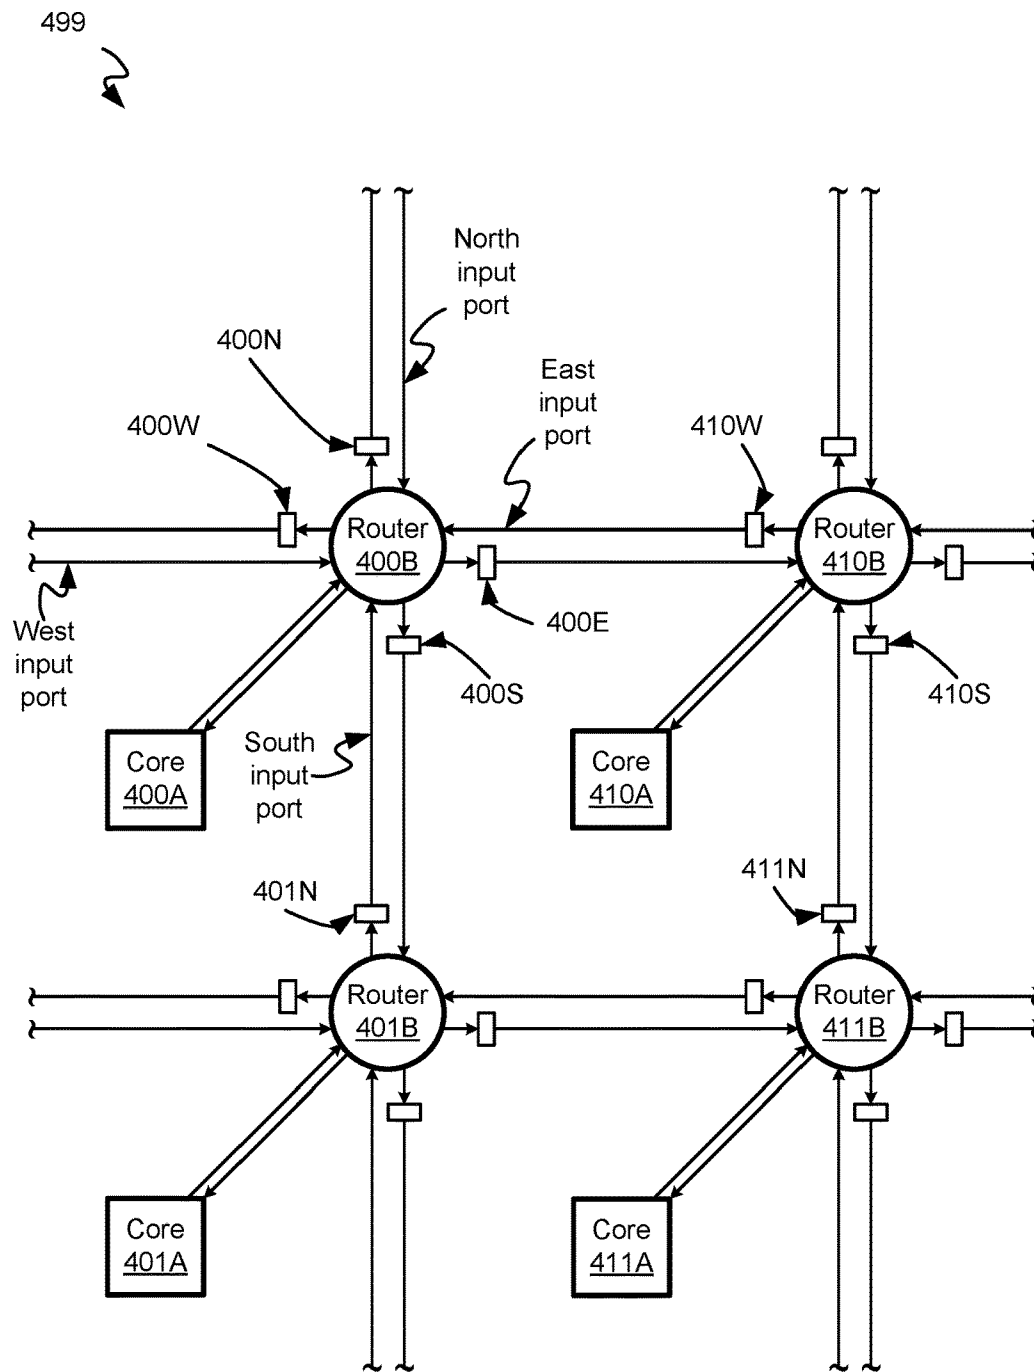 499
North
input
port
400N
East
input
port
400W
410W
Router
400B
Router
410B
400E
West
input
port
400S
410S
South
input
port
Core
400A
Core
410A
401N
411N
Router
401B
Router
411B
Core
401A
Core
411A